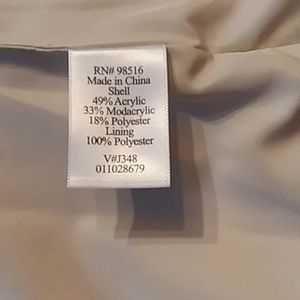 RN# 98516
Made in China
Shell
49% Acrylic
33% Modacrylic
18% Polyester
Lining
100% Polyester
V#J348
011028679